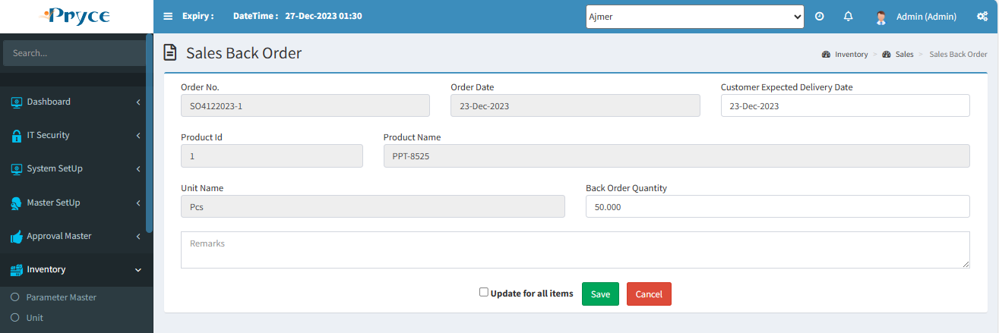 Pryce
Expiry : DateTime : 27-Dec-2023 01:30 Ajmer Admin (Admin)
Search...
Sales Back Order
Inventory > Sales > Sales Back Order
Dashboard
IT Security
System SetUp
Master SetUp
Approval Master
Inventory
Parameter Master
Unit
Order No. Order Date Customer Expected Delivery Date
SO4122023-1 23-Dec-2023 23-Dec-2023
Product Id Product Name
1 PPT-8525
Unit Name Back Order Quantity
Pcs 50.000
Remarks
Update for all items Save Cancel